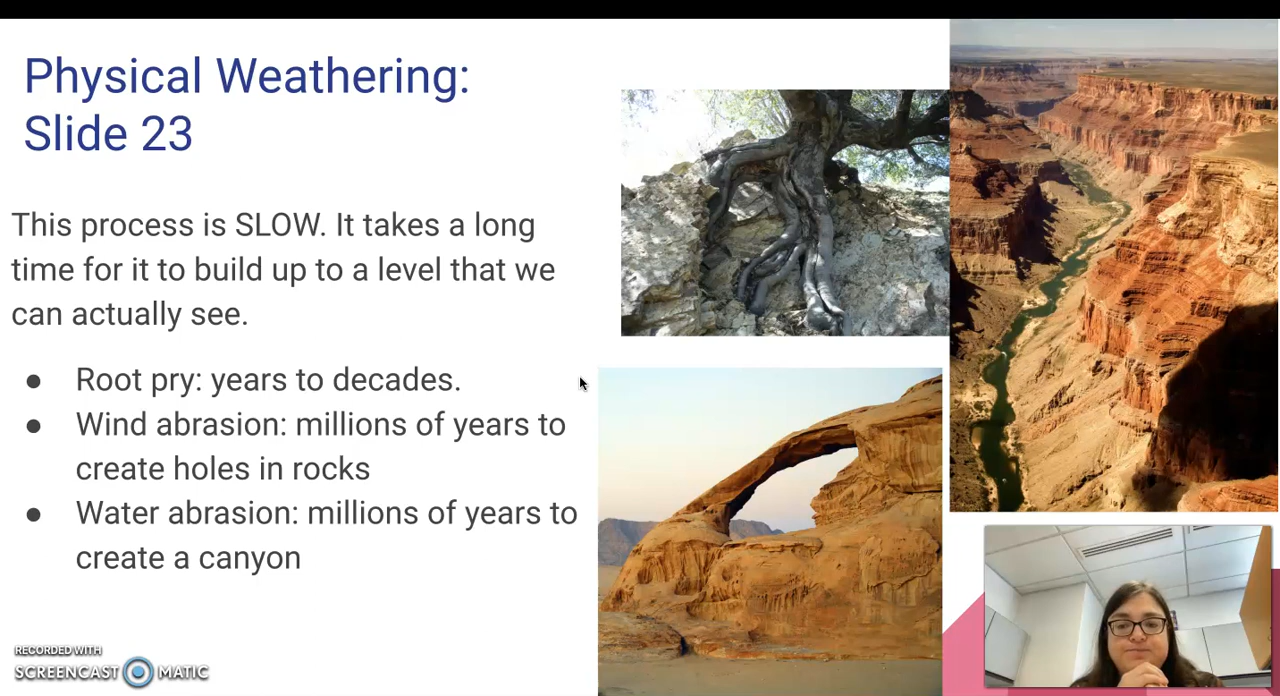 Physical Weathering:
Slide 23
This process is SLOW. It takes a long
time for it to build up to a level that we
can actually see.
● Root pry: years to decades.
● Wind abrasion: millions of years to
create holes in rocks
● Water abrasion: millions of years to
create a canyon
RECORDED WITH
SCREENCAST MATIC